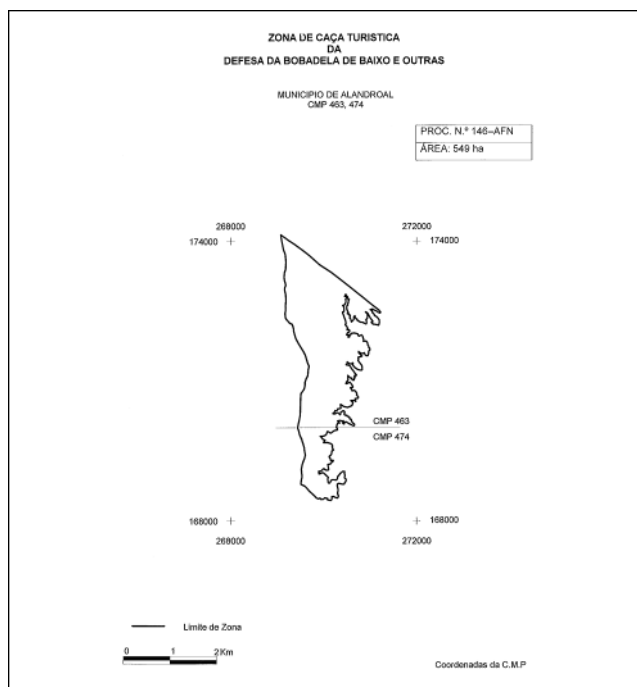 ZONA DE CAÇA TURISTICA
DA
DEFESA DA BOBADELA DE BAIXO E OUTRAS
MUNICIPIO DE ALANDROAL
CMP 463, 474
PROC. N.º 146–AFN
ÁREA: 549 ha
268000
272000
174000
174000
CMP 463
CMP 474
168000
168000
268000
272000
Limite de Zona
0 1 2 Km
Coordenadas da C.M.P